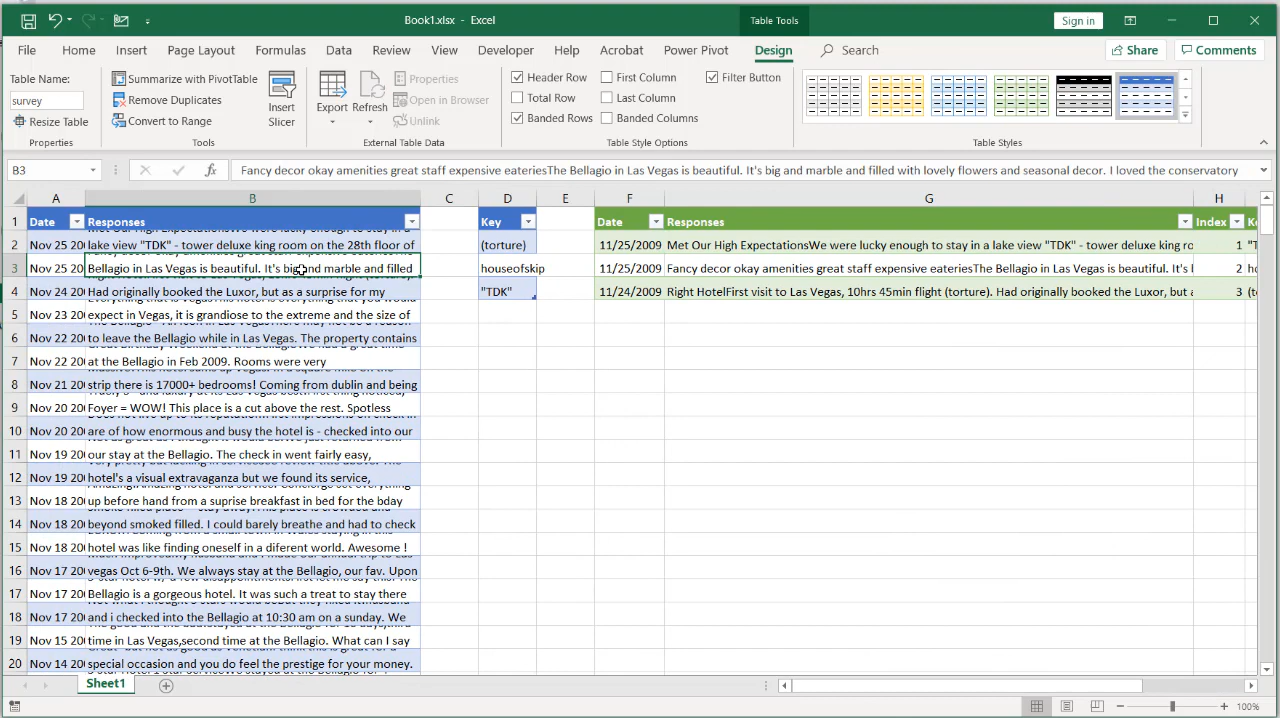 Book1.xlsx - Excel
Table Tools
Sign in
File Home Insert Page Layout Formulas Data Review View Developer Help Acrobat Power Pivot Design Search Share Comments
Table Name:
survey
Resize Table
Properties
Summarize with PivotTable
Remove Duplicates
Convert to Range
Tools
Insert
Slicer
Export
Refresh
Properties
Open in Browser
Unlink
External Table Data
Header Row First Column Filter Button
Total Row Last Column
Banded Rows Banded Columns
Table Style Options
Table Styles
B3 fx Fancy decor okay amenities great staff expensive eateriesThe Bellagio in Las Vegas is beautiful. It's big and marble and filled with lovely flowers and seasonal decor. I loved the conservatory
A B C D E F G H
1 Date Responses Key Date Responses Index
2 Nov 25 20 lake view "TDK" - tower deluxe king room on the 28th floor of (torture) 11/25/2009 Met Our High ExpectationsWe were lucky enough to stay in a lake view "TDK" - tower deluxe king ro 1
3 Nov 25 20 Bellagio in Las Vegas is beautiful. It's big and marble and filled houseofskip 11/25/2009 Fancy decor okay amenities great staff expensive eateriesThe Bellagio in Las Vegas is beautiful. It's 2
4 Nov 24 20 Had originally booked the Luxor, but as a surprise for my "TDK" 11/24/2009 Right HotelFirst visit to Las Vegas, 10hrs 45min flight (torture). Had originally booked the Luxor, but 3
5 Nov 23 20 expect in Vegas, it is grandiose to the extreme and the size of
6 Nov 22 20 to leave the Bellagio while in Las Vegas. The property contains
7 Nov 22 20 at the Bellagio in Feb 2009. Rooms were very
8 Nov 21 20 strip there is 17000+ bedrooms! Coming from dublin and being
9 Nov 20 20 Foyer = WOW! This place is a cut above the rest. Spotless
10 Nov 20 20 are of how enormous and busy the hotel is - checked into our
11 Nov 19 20 our stay at the Bellagio. The check in went fairly easy,
12 Nov 19 20 hotel's a visual extravaganza but we found its service,
13 Nov 18 20 up before hand from a suprise breakfast in bed for the bday
14 Nov 18 20 beyond smoked filled. I could barely breathe and had to check
15 Nov 18 20 hotel was like finding oneself in a diferent world. Awesome !
16 Nov 17 20 vegas Oct 6-9th. We always stay at the Bellagio, our fav. Upon
17 Nov 17 20 Bellagio is a gorgeous hotel. It was such a treat to stay there
18 Nov 17 20 and i checked into the Bellagio at 10:30 am on a sunday. We
19 Nov 15 20 time in Las Vegas,second time at the Bellagio. What can I say
20 Nov 14 20 special occasion and you do feel the prestige for your money.
Sheet1
100%